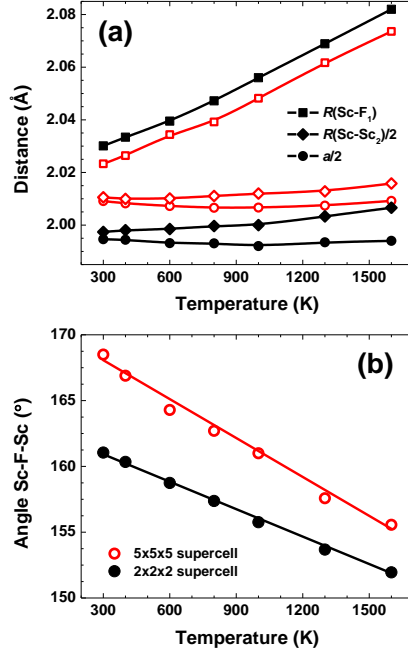 (a)
2.08
2.06
2.04
2.02
2.00
Distance (Å)
R(Sc-F₁)
R(Sc-Sc₂)/2
a/2
300 600 900 1200 1500
Temperature (K)
(b)
170
165
160
155
150
Angle Sc-F-Sc (°)
5x5x5 supercell
2x2x2 supercell
300 600 900 1200 1500
Temperature (K)